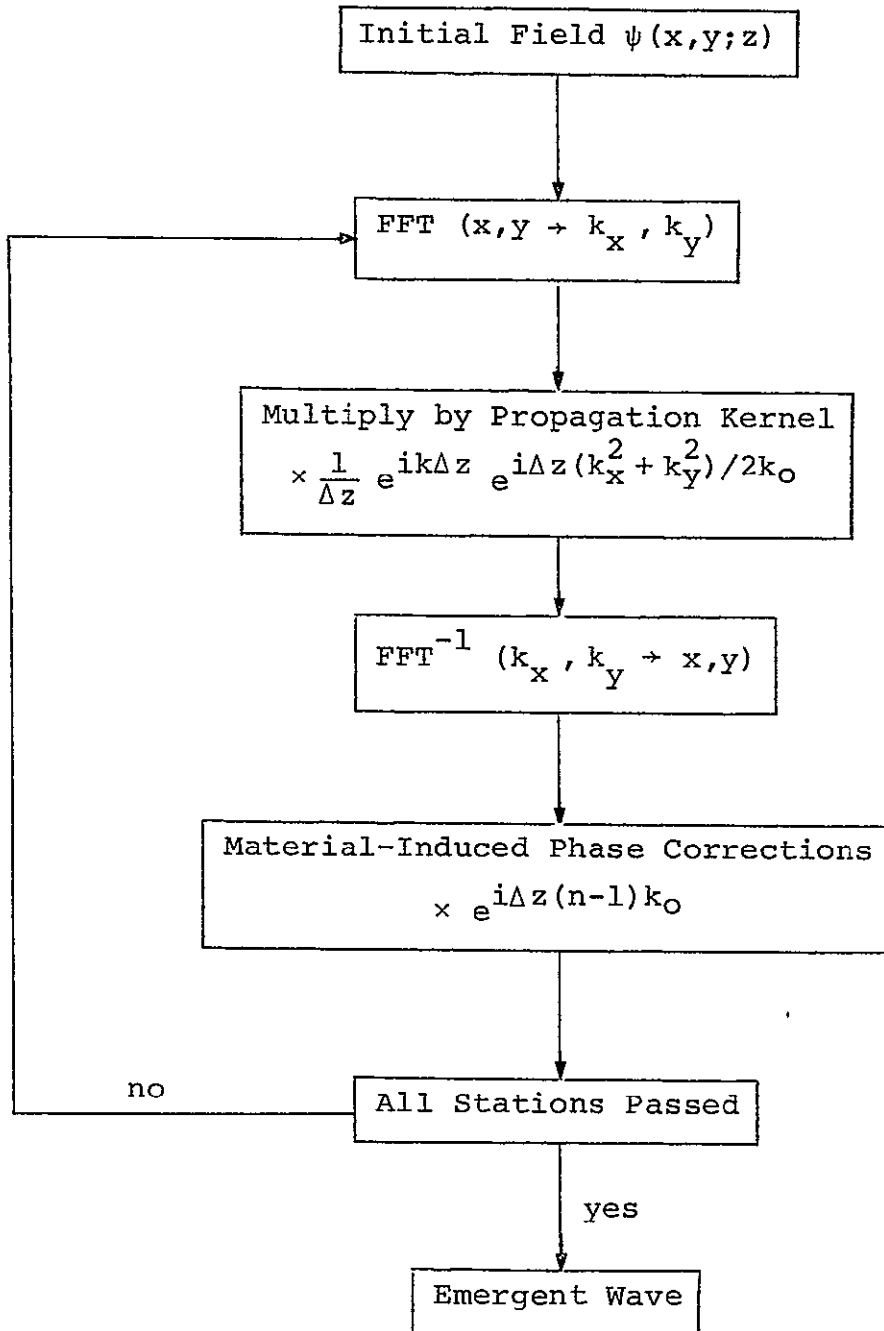 Initial Field ψ(x,y;z)
FFT (x,y → k_x , k_y)
Multiply by Propagation Kernel
× 1/Δz e^{ikΔz} e^{iΔz(k_x^2 + k_y^2)/2k_o}
FFT^{-1} (k_x , k_y → x,y)
Material-Induced Phase Corrections
× e^{iΔz(n-1)k_o}
no
All Stations Passed
yes
Emergent Wave